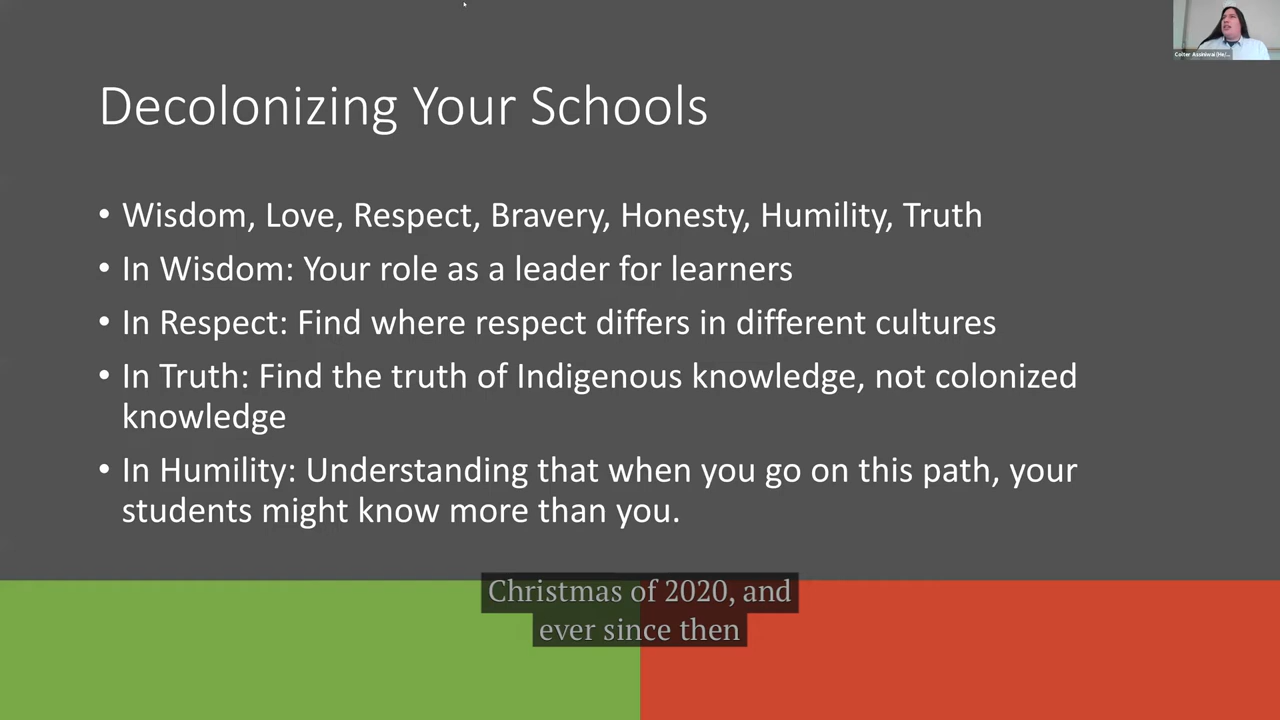 Decolonizing Your Schools
• Wisdom, Love, Respect, Bravery, Honesty, Humility, Truth
• In Wisdom: Your role as a leader for learners
• In Respect: Find where respect differs in different cultures
• In Truth: Find the truth of Indigenous knowledge, not colonized
knowledge
• In Humility: Understanding that when you go on this path, your
students might know more than you.
Christmas of 2020, and
ever since then